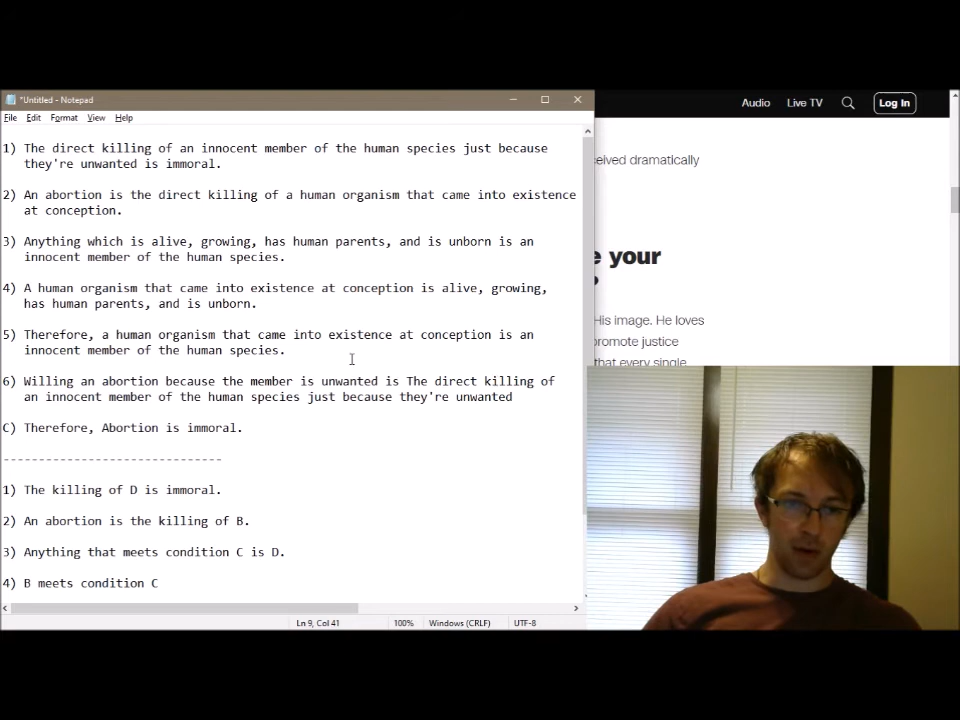 *Untitled - Notepad
File Edit Format View Help
1) The direct killing of an innocent member of the human species just because
they're unwanted is immoral.
2) An abortion is the direct killing of a human organism that came into existence
at conception.
3) Anything which is alive, growing, has human parents, and is unborn is an
innocent member of the human species.
4) A human organism that came into existence at conception is alive, growing,
has human parents, and is unborn.
5) Therefore, a human organism that came into existence at conception is an
innocent member of the human species.
6) Willing an abortion because the member is unwanted is The direct killing of
an innocent member of the human species just because they're unwanted
C) Therefore, Abortion is immoral.
----------------------------
1) The killing of D is immoral.
2) An abortion is the killing of B.
3) Anything that meets condition C is D.
4) B meets condition C
Ln 9, Col 41 100% Windows (CRLF) UTF-8
Audio Live TV Log In
ceived dramatically
e your
His image. He loves
promote justice
that every single